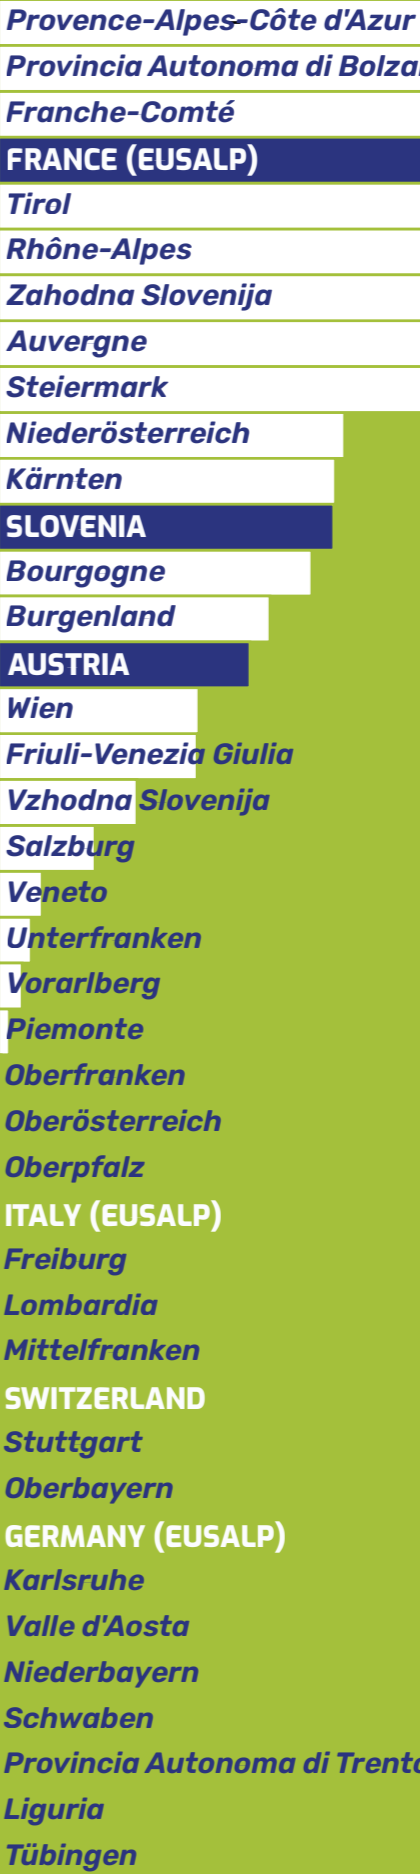 Provence-Alpes-Côte d'Azur
Provincia Autonoma di Bolza
Franche-Comté
FRANCE (EUSALP)
Tirol
Rhône-Alpes
Zahodna Slovenija
Auvergne
Steiermark
Niederösterreich
Kärnten
SLOVENIA
Bourgogne
Burgenland
AUSTRIA
Wien
Friuli-Venezia Giulia
Vzhodna Slovenija
Salzburg
Veneto
Unterfranken
Vorarlberg
Piemonte
Oberfranken
Oberösterreich
Oberpfalz
ITALY (EUSALP)
Freiburg
Lombardia
Mittelfranken
SWITZERLAND
Stuttgart
Oberbayern
GERMANY (EUSALP)
Karlsruhe
Valle d'Aosta
Niederbayern
Schwaben
Provincia Autonoma di Trento
Liguria
Tübingen